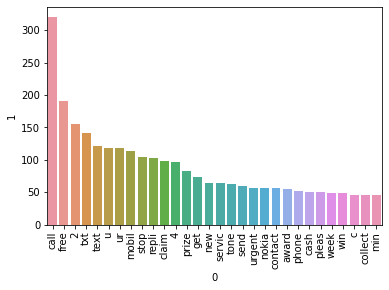 300
250
200
150
100
50
0
1
call
free
2
txt
text
u
ur
mobil
stop
repli
claim
4
prize
get
new
servic
tone
send
urgent
nokia
contact
award
phone
cash
pleas
week
win
c
collect
min
0